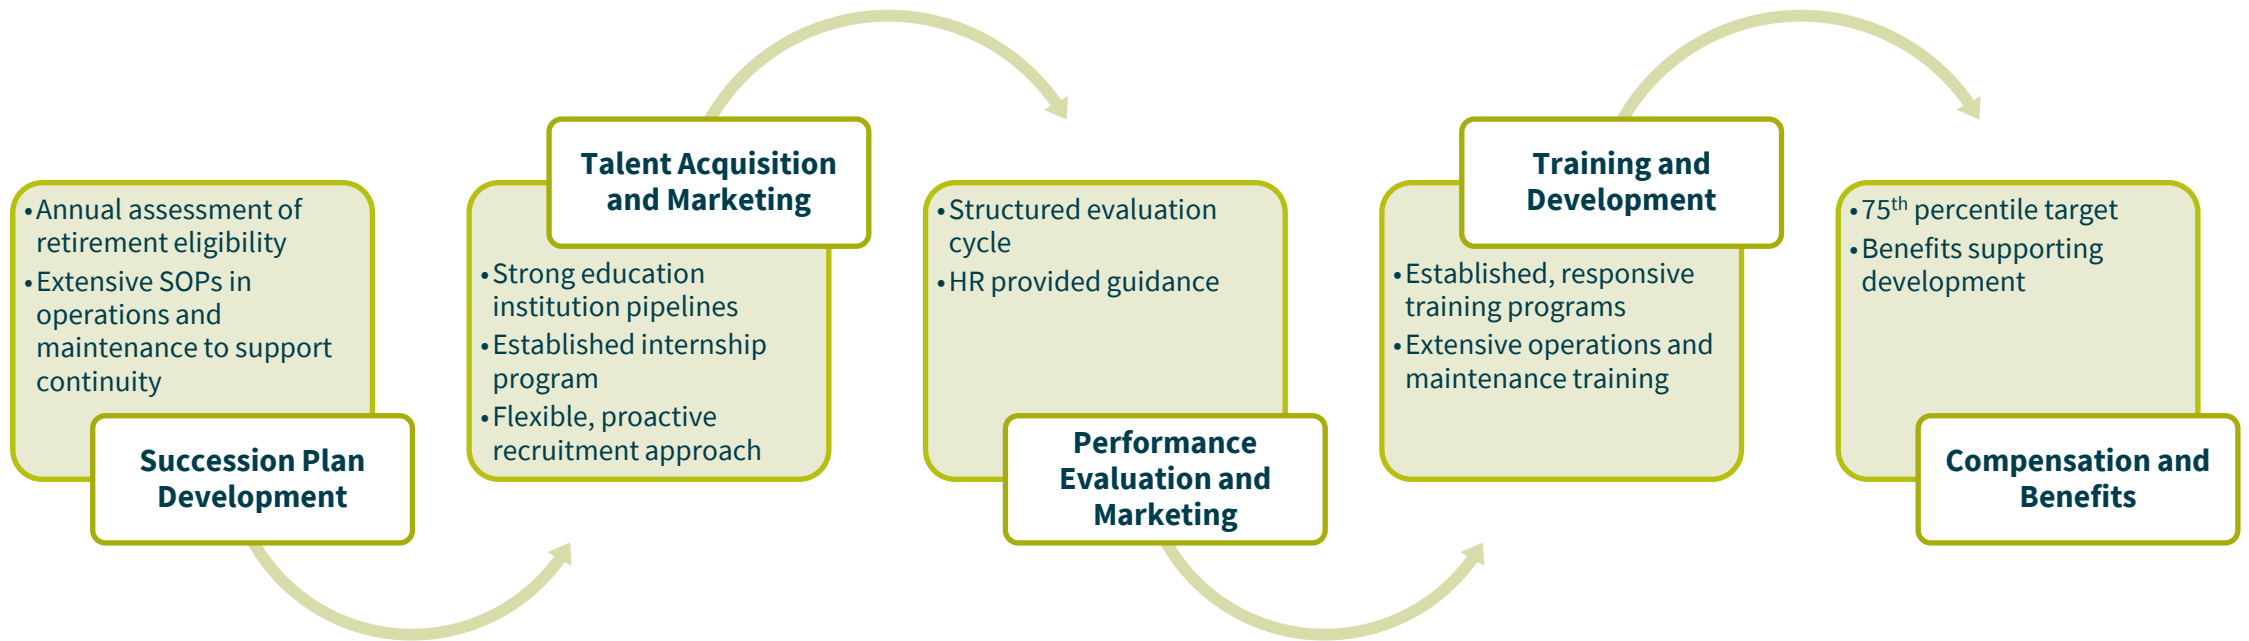 •Annual assessment of
retirement eligibility
•Extensive SOPs in
operations and
maintenance to support
continuity
Succession Plan
Development
Talent Acquisition
and Marketing
•Strong education
institution pipelines
•Established internship
program
•Flexible, proactive
recruitment approach
•Structured evaluation
cycle
•HR provided guidance
Performance
Evaluation and
Marketing
Training and
Development
•Established, responsive
training programs
•Extensive operations and
maintenance training
•75th percentile target
•Benefits supporting
development
Compensation and
Benefits